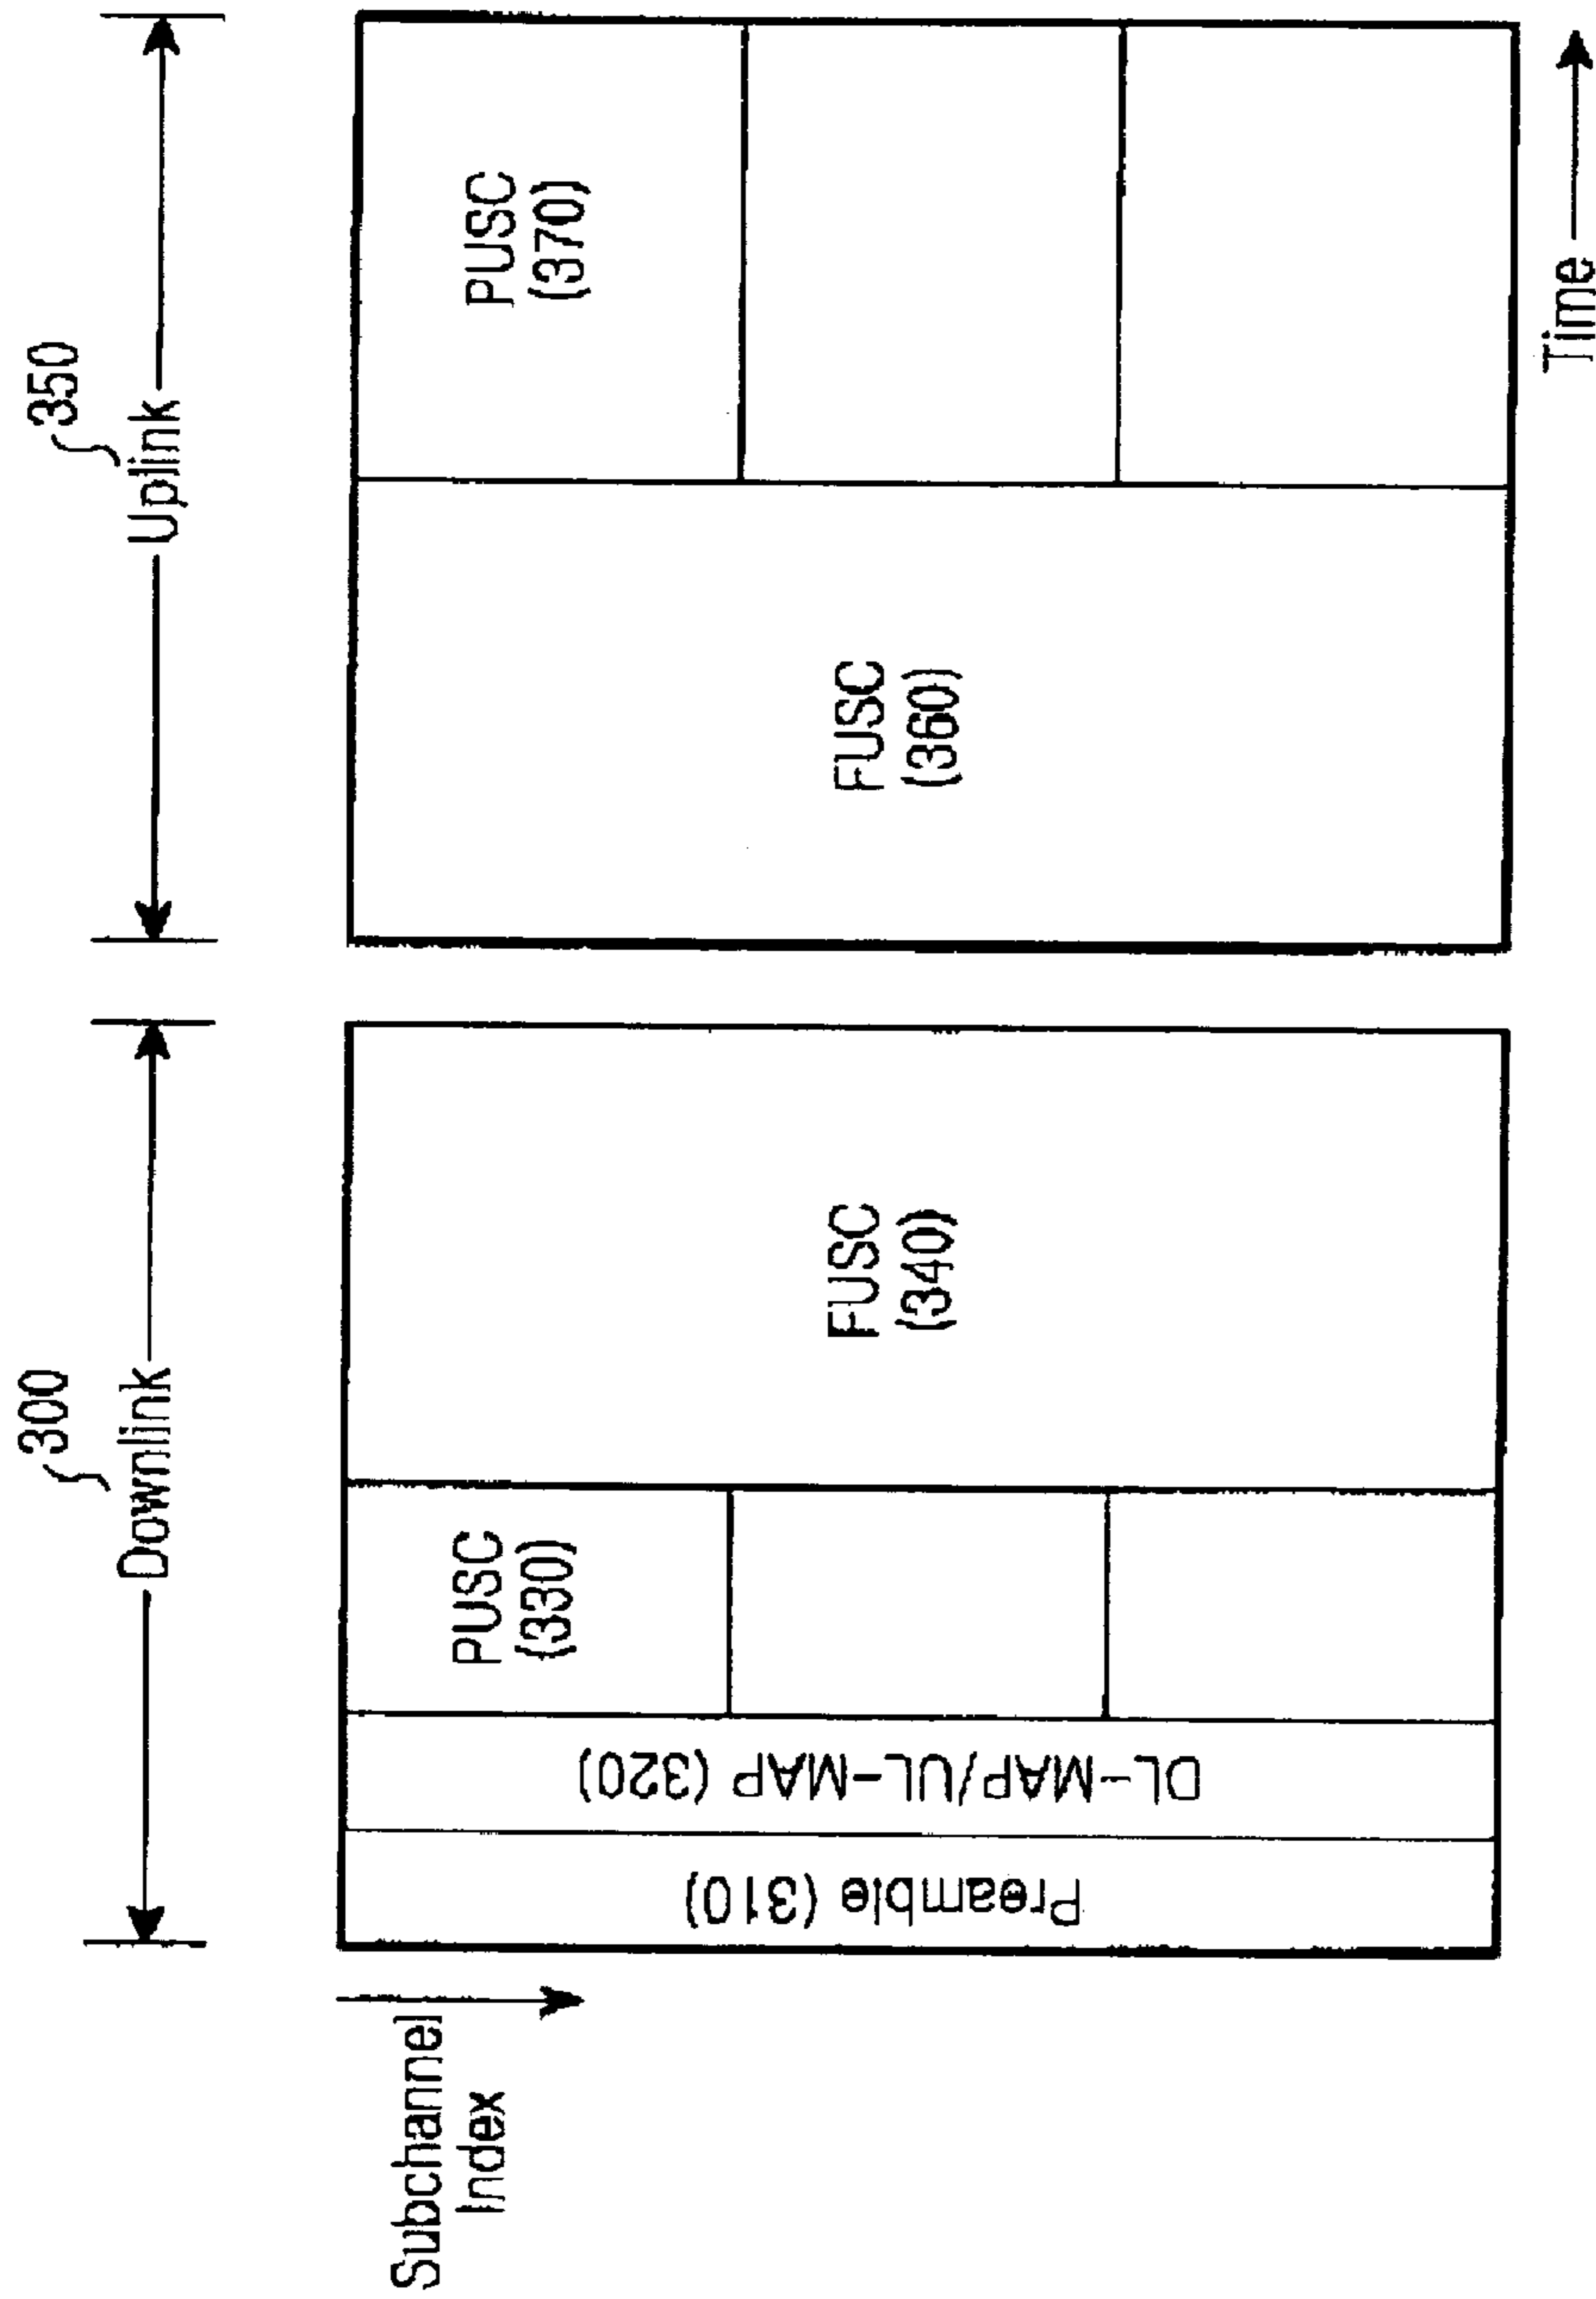 300
Downlink
350
Uplink
Subchannel
Index
Preamble (310)
DL-MAP/UL-MAP (320)
PUSC
(330)
FUSC
(340)
FUSC
(360)
PUSC
(370)
Time